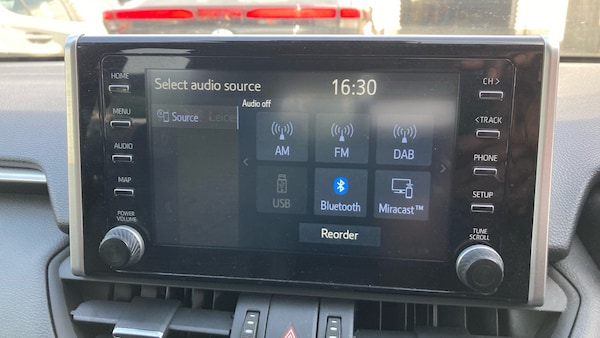 HOME
MENU
AUDIO
MAP
POWER
VOLUME
Select audio source
16:30
Audio off
Source
AM
FM
DAB
USB
Bluetooth
Miracast™
Reorder
CH >
< TRACK
PHONE
SETUP
TUNE
SCROLL